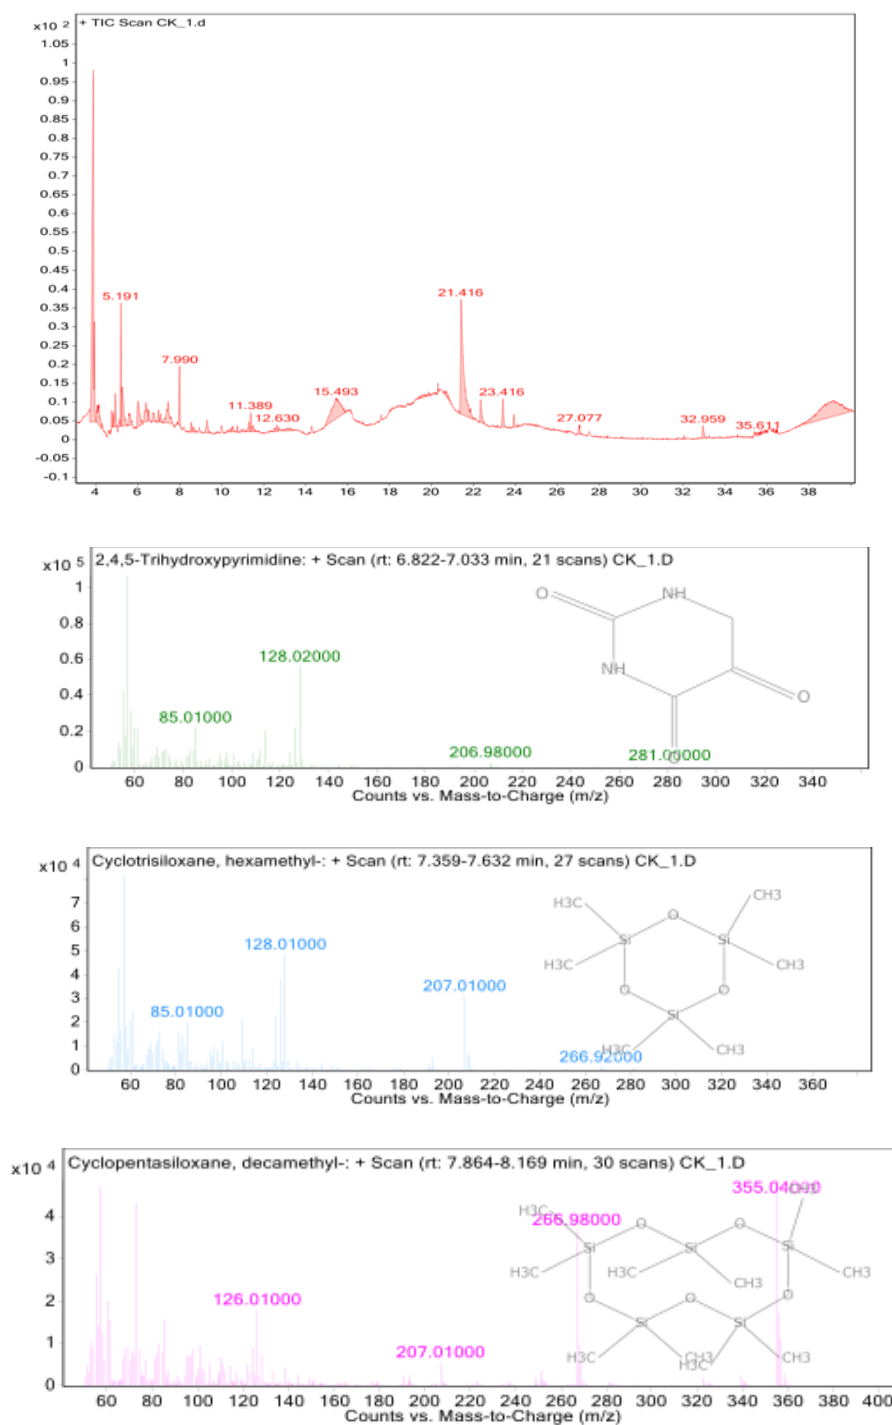 x10 2
+ TIC Scan CK_1.d
1.05
1
0.95
0.9
0.85
0.8
0.75
0.7
0.65
0.6
0.55
0.5
0.45
0.4
0.35
0.3
0.25
0.2
0.15
0.1
0.05
0
-0.05
-0.1
5.191
7.990
11.389
12.630
15.493
21.416
23.416
27.077
32.959
35.611
4 6 8 10 12 14 16 18 20 22 24 26 28 30 32 34 36 38
x10 5
2,4,5-Trihydroxypyrimidine: + Scan (rt: 6.822-7.033 min, 21 scans) CK_1.D
1
0.8
0.6
0.4
0.2
0
128.02000
85.01000
206.98000
281.00000
O
NH
NH
O
O
60 80 100 120 140 160 180 200 220 240 260 280 300 320 340
Counts vs. Mass-to-Charge (m/z)
x10 4
Cyclotrisiloxane, hexamethyl-: + Scan (rt: 7.359-7.632 min, 27 scans) CK_1.D
7
6
5
4
3
2
1
0
128.01000
85.01000
207.01000
266.92000
H3C
CH3
O
Si
Si
H3C
CH3
O
O
Si
H3C
CH3
60 80 100 120 140 160 180 200 220 240 260 280 300 320 340 360
Counts vs. Mass-to-Charge (m/z)
x10 4
Cyclopentasiloxane, decamethyl-: + Scan (rt: 7.864-8.169 min, 30 scans) CK_1.D
4
3
2
1
0
355.04000
266.98000
126.01000
207.01000
CH3
H3C
O
O
Si
Si
Si
H3C
H3C
CH3
CH3
O
O
O
Si
Si
H3C
CH3
H3C
CH3
60 80 100 120 140 160 180 200 220 240 260 280 300 320 340 360 380 400
Counts vs. Mass-to-Charge (m/z)